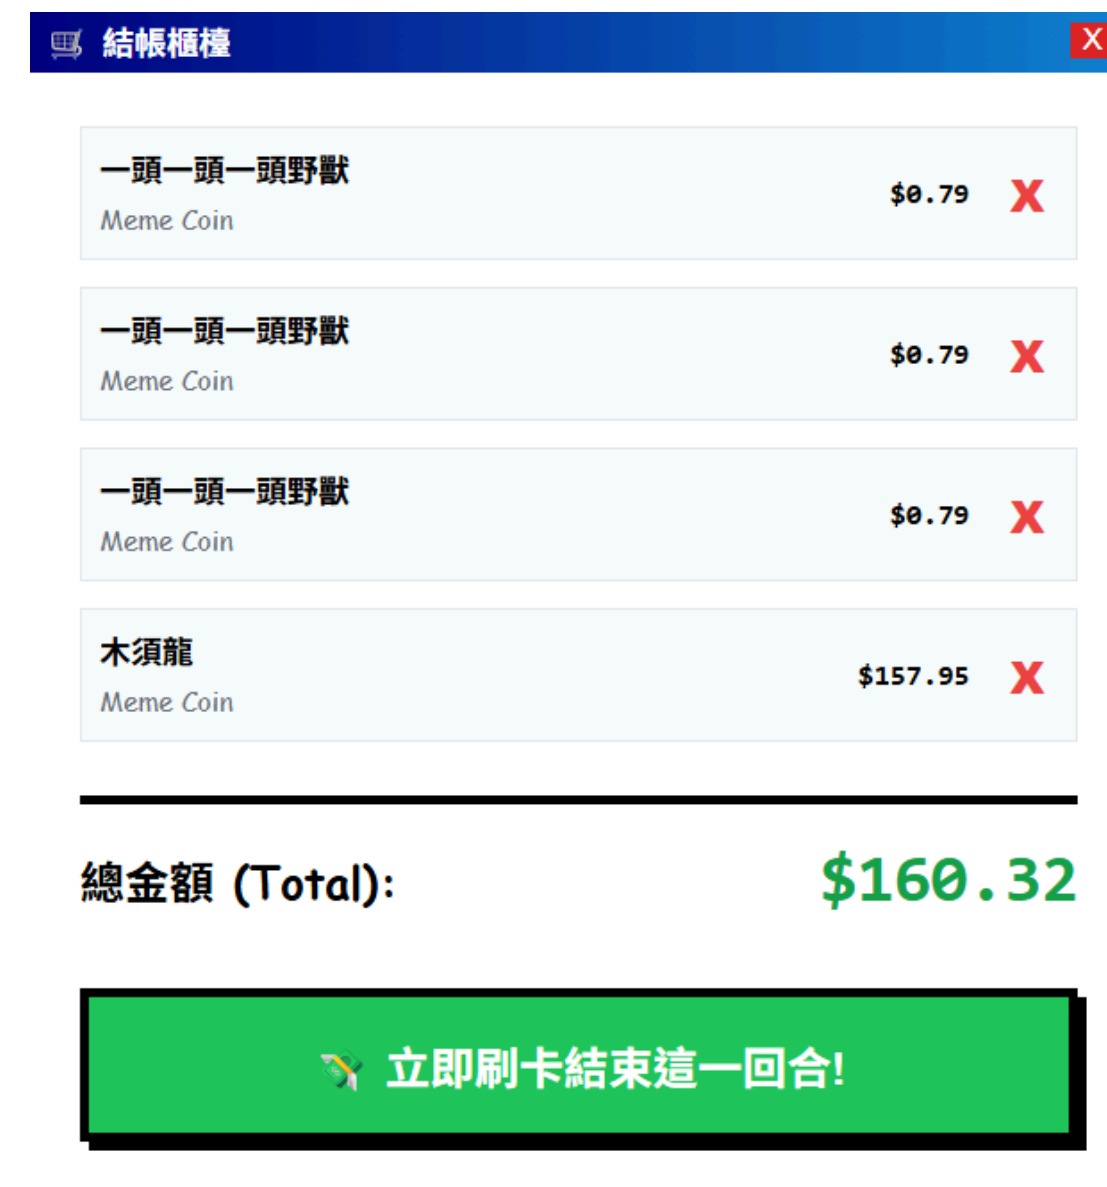 🛒 結帳櫃檯
X
一頭一頭一頭野獸
Meme Coin
$0.79
X
一頭一頭一頭野獸
Meme Coin
$0.79
X
一頭一頭一頭野獸
Meme Coin
$0.79
X
木須龍
Meme Coin
$157.95
X
總金額 (Total):
$160.32
💸 立即刷卡結束這一回合!